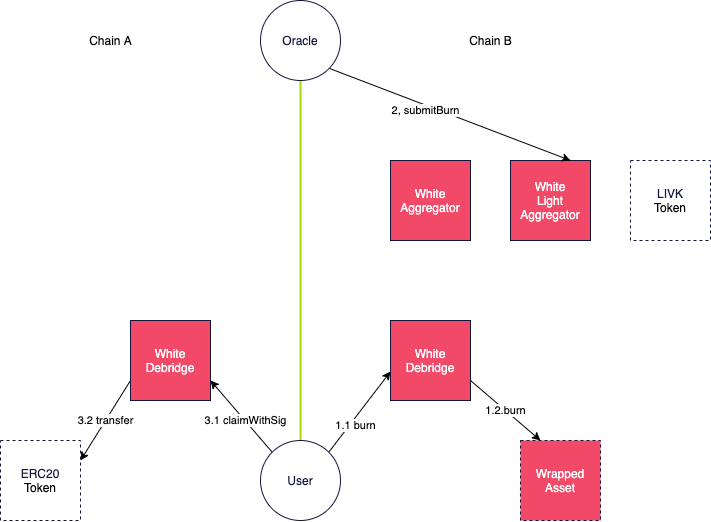 Chain A
Oracle
Chain B
2, submitBurn
White
Aggregator
White
Light
Aggregator
LIVK
Token
White
Debridge
White
Debridge
3.2 transfer
3.1 claimWithSig
1.1 burn
1.2.burn
ERC20
Token
User
Wrapped
Asset